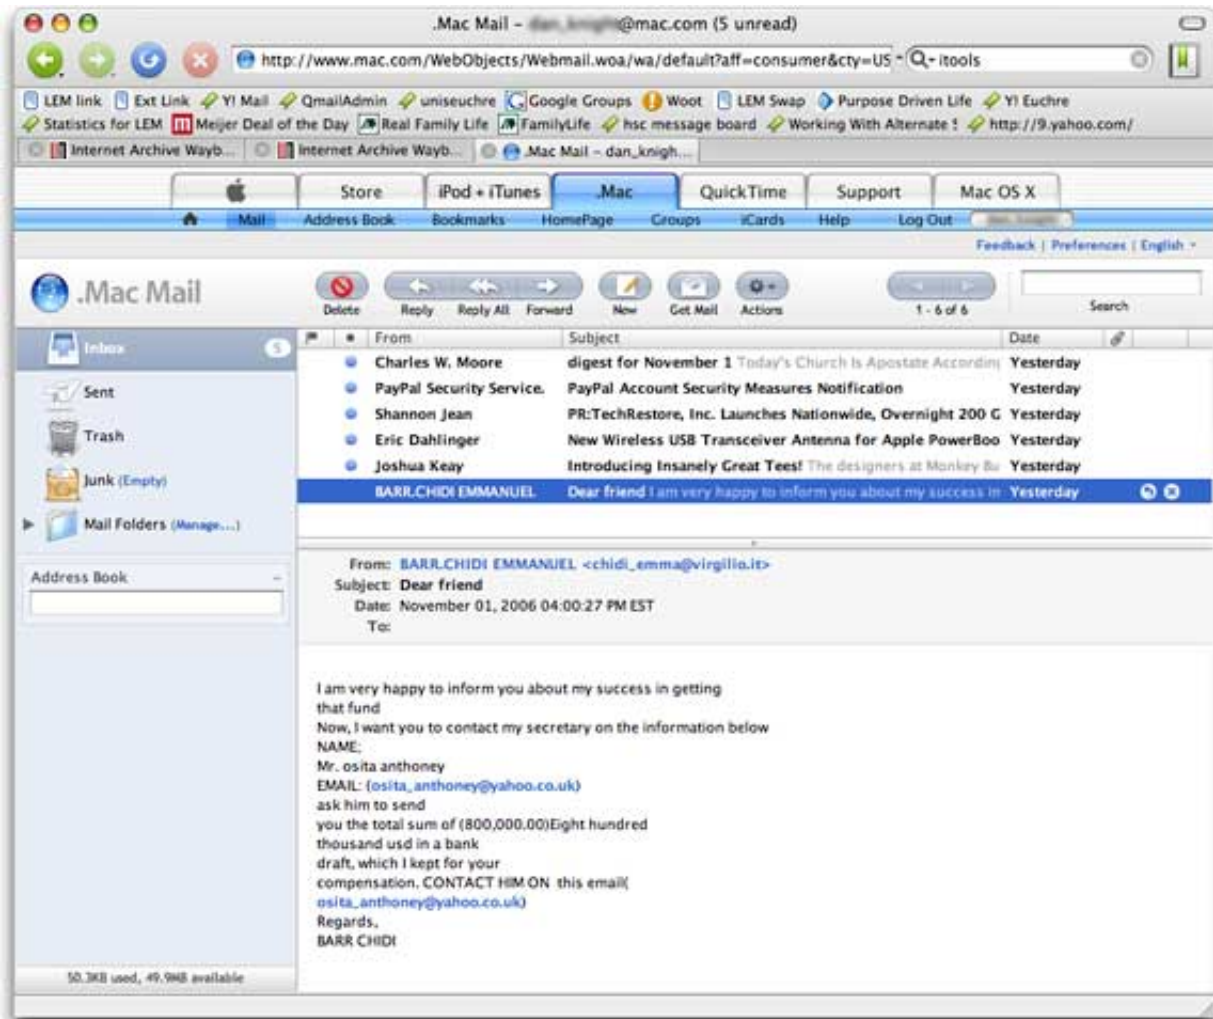 .Mac Mail – @mac.com (5 unread)
http://www.mac.com/WebObjects/Webmail.woa/wa/default?aff=consumer&cty=US itools
LEM link Ext Link Y! Mail QmailAdmin uniseuchre Google Groups Woot LEM Swap Purpose Driven Life Y! Euchre
Statistics for LEM Meijer Deal of the Day Real Family Life FamilyLife hsc message board Working With Alternate S http://9.yahoo.com/
Internet Archive Wayb... Internet Archive Wayb... .Mac Mail – dan_knigh...
Store iPod + iTunes .Mac QuickTime Support Mac OS X
Mail Address Book Bookmarks HomePage Groups iCards Help Log Out
Feedback | Preferences | English
.Mac Mail
Delete Reply Reply All Forward New Get Mail Actions 1 - 6 of 6 Search
Inbox 5
Sent
Trash
Junk (Empty)
Mail Folders (Manage...)
Address Book
50.3KB used, 49.9MB available
From Subject Date
Charles W. Moore digest for November 1 Today's Church Is Apostate According Yesterday
PayPal Security Service. PayPal Account Security Measures Notification Yesterday
Shannon Jean PR:TechRestore, Inc. Launches Nationwide, Overnight 200 G Yesterday
Eric Dahlinger New Wireless USB Transceiver Antenna for Apple PowerBoo Yesterday
Joshua Keay Introducing Insanely Great Tees! The designers at Monkey Bu Yesterday
BARR.CHIDI EMMANUEL Dear friend I am very happy to inform you about my success in Yesterday
From: BARR.CHIDI EMMANUEL <chidi_emma@virgilio.it>
Subject: Dear friend
Date: November 01, 2006 04:00:27 PM EST
To:
I am very happy to inform you about my success in getting
that fund
Now, I want you to contact my secretary on the information below
NAME;
Mr. osita anthoney
EMAIL: (osita_anthoney@yahoo.co.uk)
ask him to send
you the total sum of (800,000.00)Eight hundred
thousand usd in a bank
draft, which I kept for your
compensation. CONTACT HIM ON this email(
osita_anthoney@yahoo.co.uk)
Regards,
BARR CHIDI